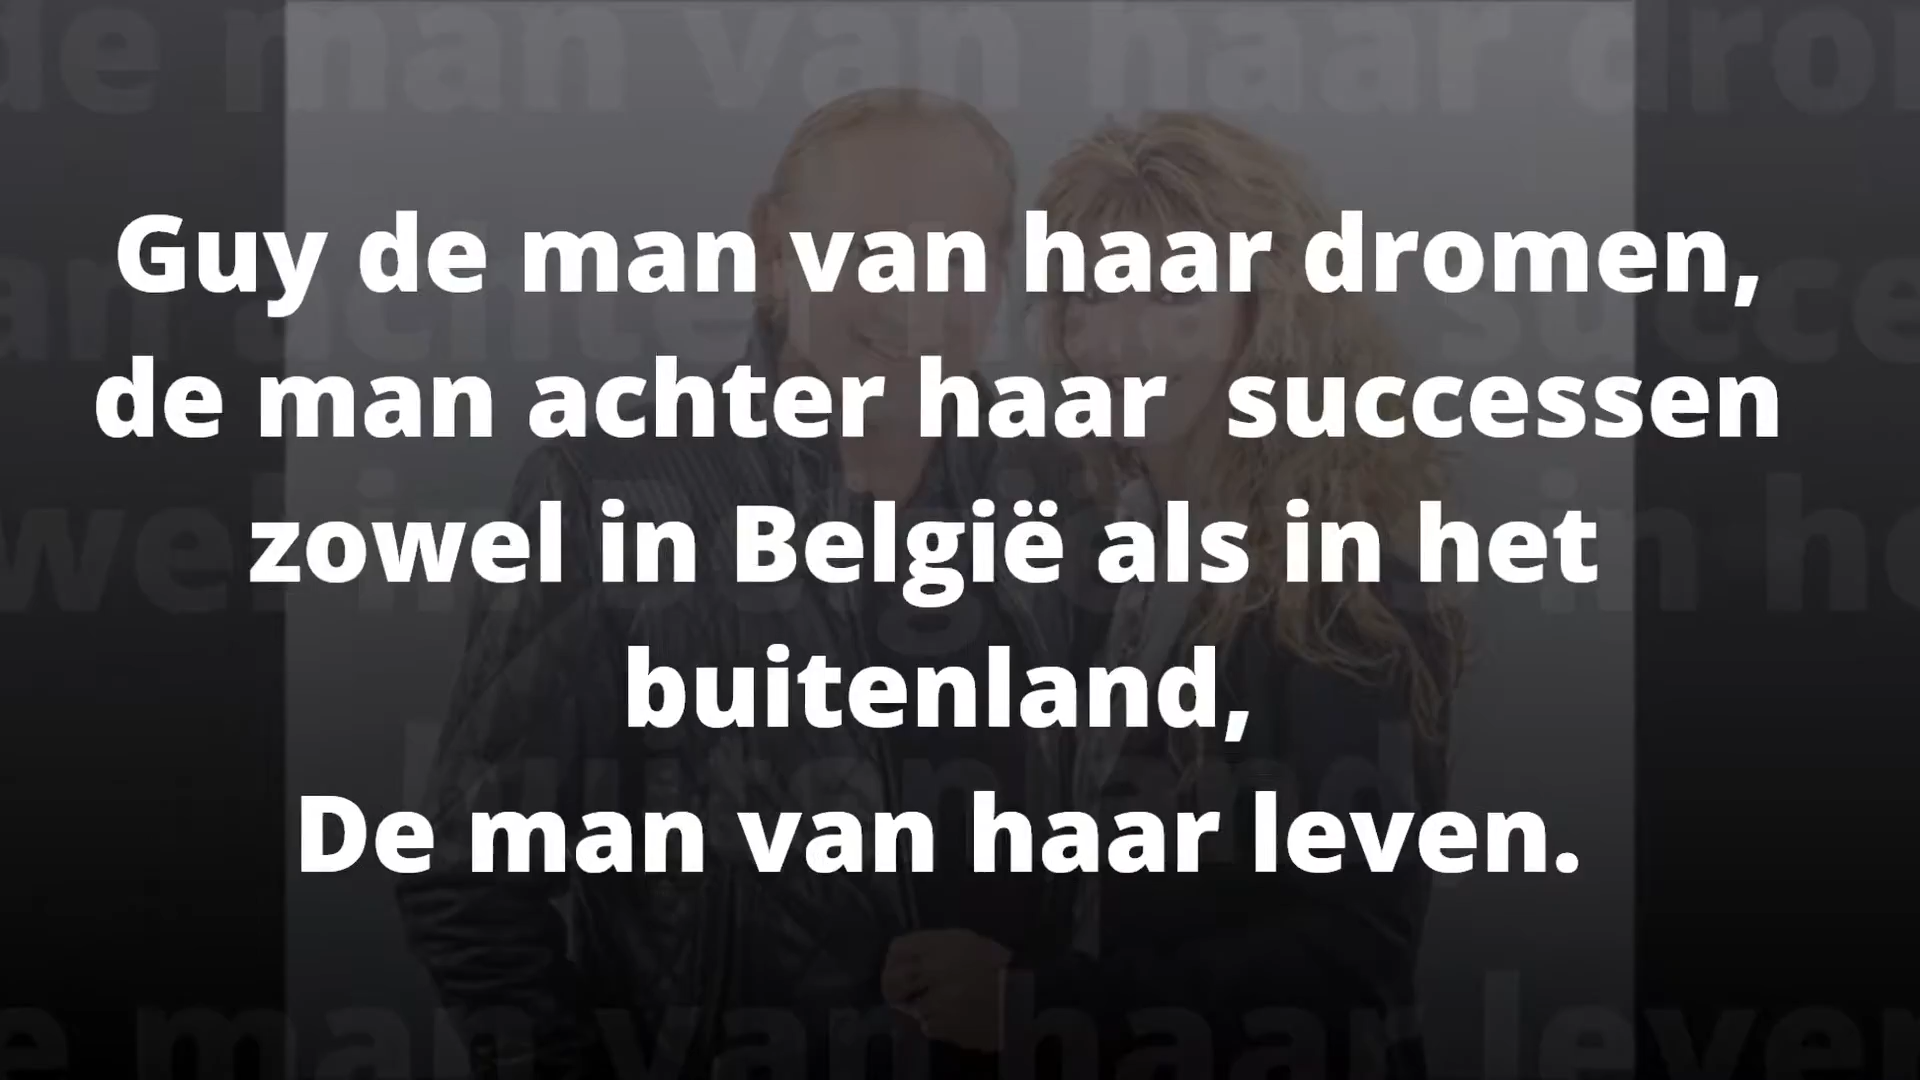 Guy de man van haar dromen,
de man achter haar  successen
zowel in België als in het
buitenland,
De man van haar leven.